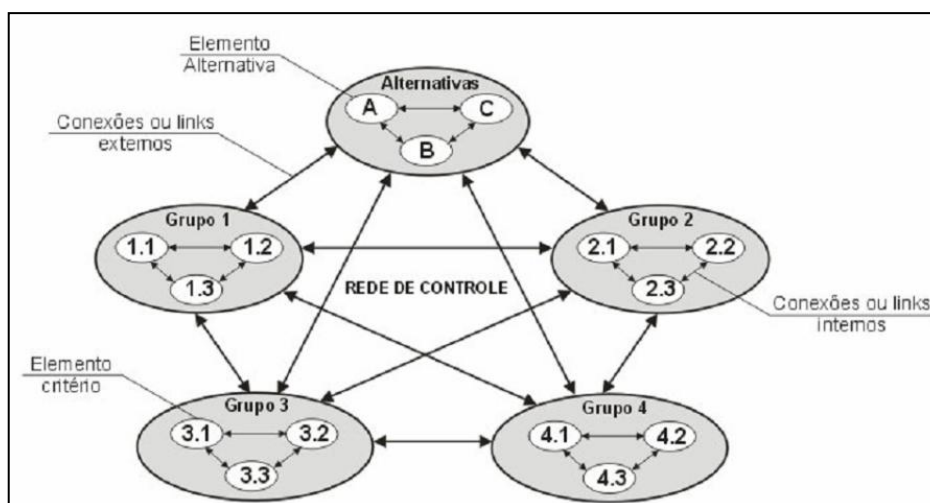 Elemento
Alternativa
Alternativas
A
C
B
Conexões ou links
externos
Grupo 1
1.1
1.2
1.3
Grupo 2
2.1
2.2
2.3
REDE DE CONTROLE
Conexões ou links
internos
Elemento
critério
Grupo 3
3.1
3.2
3.3
Grupo 4
4.1
4.2
4.3